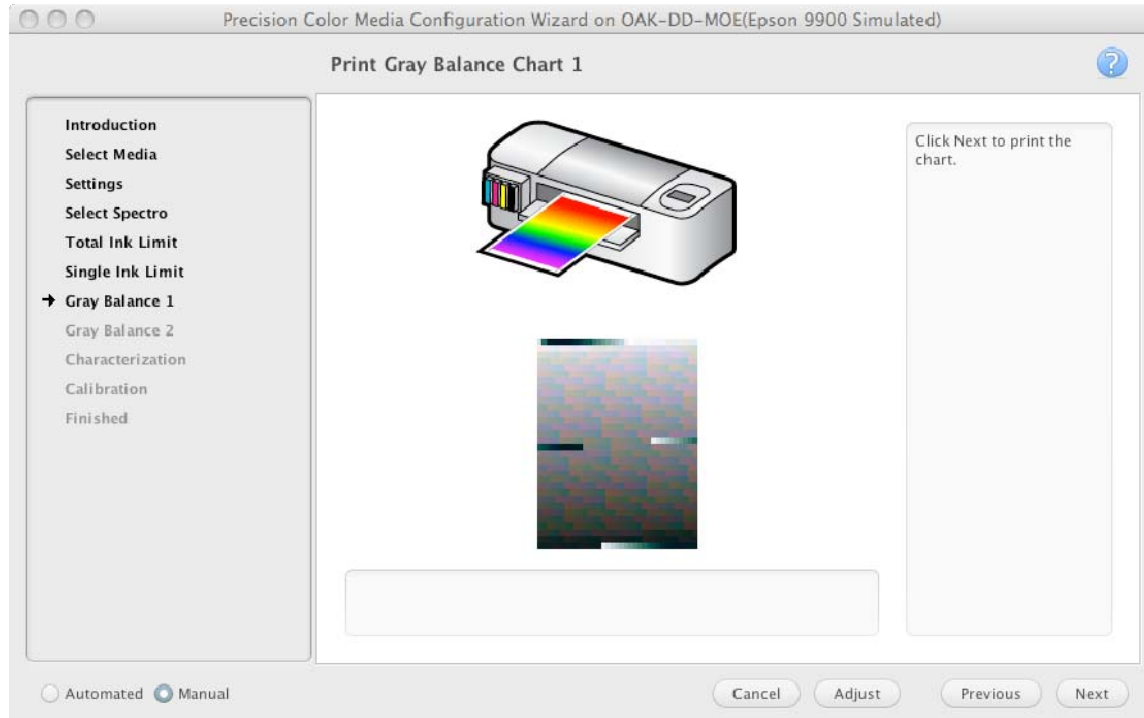 Precision Color Media Configuration Wizard on OAK-DD-MOE(Epson 9900 Simulated)
Print Gray Balance Chart 1
?
Introduction
Select Media
Settings
Select Spectro
Total Ink Limit
Single Ink Limit
➔ Gray Balance 1
Gray Balance 2
Characterization
Calibration
Finished
Click Next to print the
chart.
Automated
Manual
Cancel
Adjust
Previous
Next